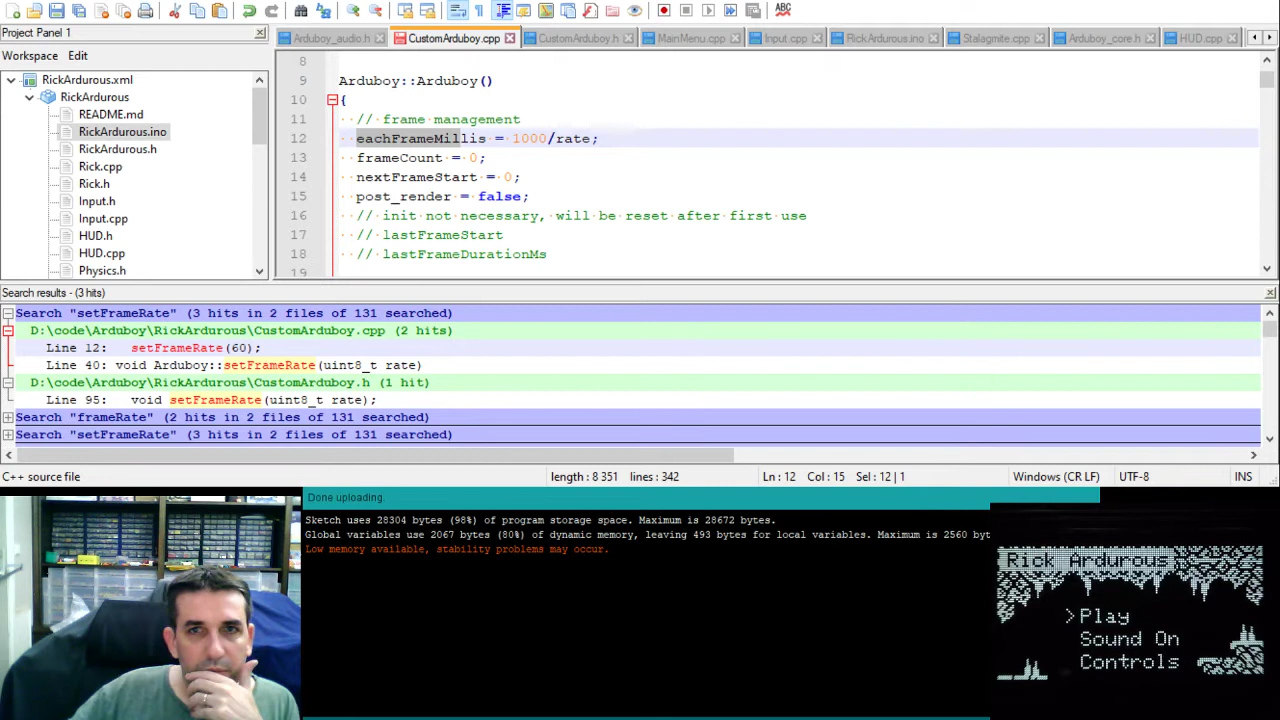 Project Panel 1
Workspace Edit
RickArdurous.xml
RickArdurous
README.md
RickArdurous.ino
RickArdurous.h
Rick.cpp
Rick.h
Input.h
Input.cpp
HUD.h
HUD.cpp
Physics.h
Arduboy_audio.h CustomArduboy.cpp CustomArduboy.h MainMenu.cpp Input.cpp RickArdurous.ino Stalagmite.cpp Arduboy_core.h HUD.cpp
8
9 Arduboy::Arduboy()
10 {
11 // frame management
12 eachFrameMillis = 1000/rate;
13 frameCount = 0;
14 nextFrameStart = 0;
15 post_render = false;
16 // init not necessary, will be reset after first use
17 // lastFrameStart
18 // lastFrameDurationMs
19
Search results - (3 hits)
Search "setFrameRate" (3 hits in 2 files of 131 searched)
D:\code\Arduboy\RickArdurous\CustomArduboy.cpp (2 hits)
Line 12: setFrameRate(60);
Line 40: void Arduboy::setFrameRate(uint8_t rate)
D:\code\Arduboy\RickArdurous\CustomArduboy.h (1 hit)
Line 95: void setFrameRate(uint8_t rate);
Search "frameRate" (2 hits in 2 files of 131 searched)
Search "setFrameRate" (3 hits in 2 files of 131 searched)
C++ source file length : 8 351 lines : 342 Ln : 12 Col : 15 Sel : 12 | 1 Windows (CR LF) UTF-8 INS
Done uploading.
Sketch uses 28304 bytes (98%) of program storage space. Maximum is 28672 bytes.
Global variables use 2067 bytes (80%) of dynamic memory, leaving 493 bytes for local variables. Maximum is 2560 byt
Low memory available, stability problems may occur.
Rick Ardurous
>Play
Sound On
Controls
ABC